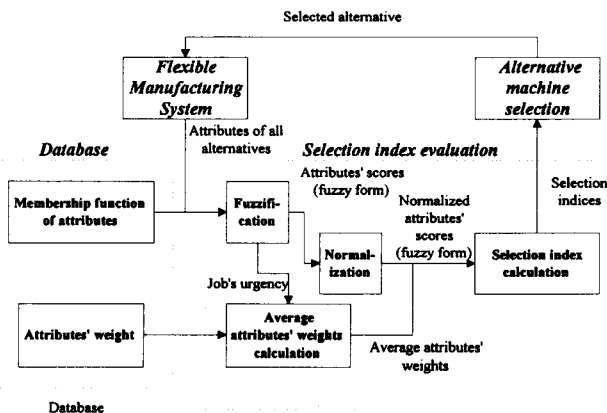 Selected alternative
Flexible
Manufacturing
System
Alternative
machine
selection
Attributes of all
alternatives
Database
Selection index evaluation
Attributes' scores
(fuzzy form)
Membership function
of attributes
Fuzzifi-
cation
Normalized
attributes'
scores
(fuzzy form)
Selection
indices
Normal-
ization
Selection index
calculation
Job's urgency
Attributes' weight
Average
attributes' weights
calculation
Average attributes'
weights
Database